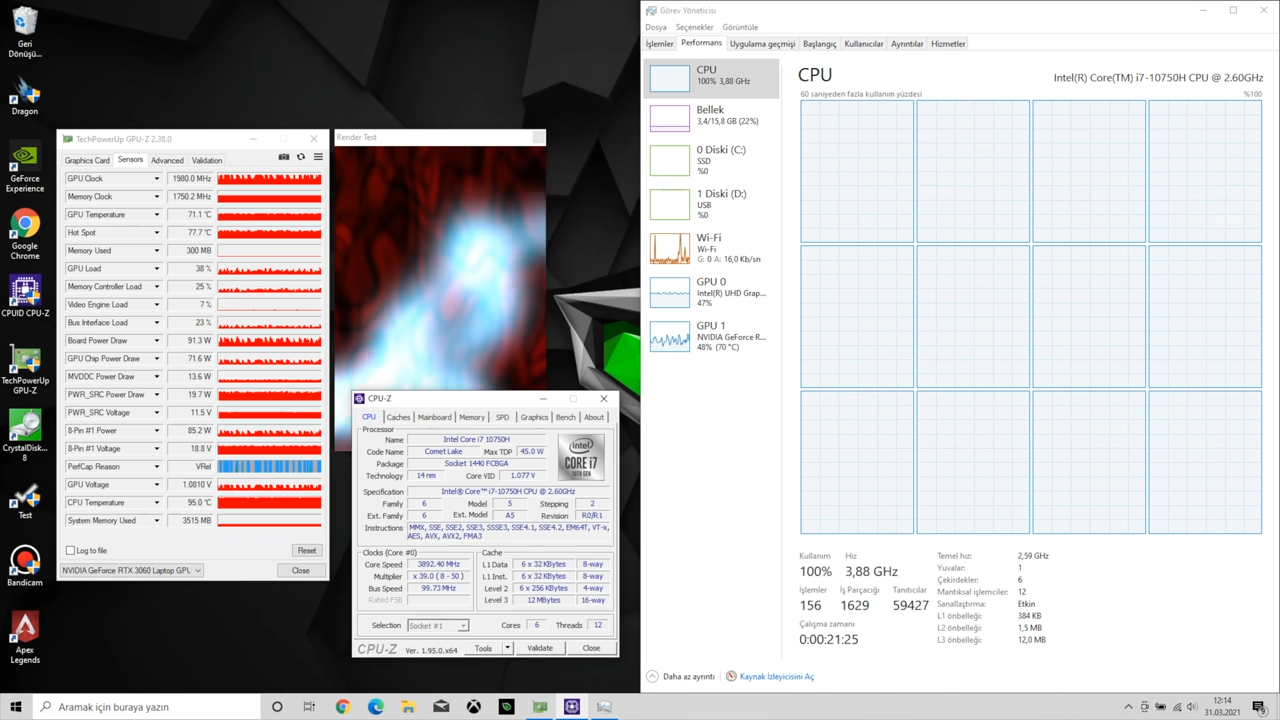 Geri
Dönüşü...
Dragon
GeForce
Experience
Google
Chrome
CPUID CPU-Z
TechPowerUp
GPU-Z
CrystalDisk...
8
Test
Bandicam
Apex
Legends
TechPowerUp GPU-Z 2.38.0
Graphics Card Sensors Advanced Validation
GPU Clock 1980.0 MHz
Memory Clock 1750.2 MHz
GPU Temperature 71.1 °C
Hot Spot 77.7 °C
Memory Used 300 MB
GPU Load 38 %
Memory Controller Load 25 %
Video Engine Load 7 %
Bus Interface Load 23 %
Board Power Draw 91.3 W
GPU Chip Power Draw 71.6 W
MVDDC Power Draw 13.6 W
PWR_SRC Power Draw 19.7 W
PWR_SRC Voltage 11.5 V
8-Pin #1 Power 85.2 W
8-Pin #1 Voltage 18.8 V
PerfCap Reason VRel
GPU Voltage 1.0810 V
CPU Temperature 95.0 °C
System Memory Used 3515 MB
Log to file Reset
NVIDIA GeForce RTX 3060 Laptop GPU Close
Render Test
CPU-Z
CPU Caches Mainboard Memory SPD Graphics Bench About
Processor
Name Intel Core i7 10750H
Code Name Comet Lake Max TDP 45.0 W
Package Socket 1440 FCBGA
Technology 14 nm Core VID 1.077 V
intel
CORE i7
10TH GEN
Specification Intel® Core™ i7-10750H CPU @ 2.60GHz
Family 6 Model 5 Stepping 2
Ext. Family 6 Ext. Model A5 Revision R0/R1
Instructions MMX, SSE, SSE2, SSE3, SSSE3, SSE4.1, SSE4.2, EM64T, VT-x,
AES, AVX, AVX2, FMA3
Clocks (Core #0)
Core Speed 3892.40 MHz
Multiplier x 39.0 ( 8 - 50 )
Bus Speed 99.73 MHz
Rated FSB
Cache
L1 Data 6 x 32 KBytes 8-way
L1 Inst. 6 x 32 KBytes 8-way
Level 2 6 x 256 KBytes 4-way
Level 3 12 MBytes 16-way
Selection Socket #1 Cores 6 Threads 12
CPU-Z Ver. 1.95.0.x64 Tools Validate Close
Görev Yöneticisi
Dosya Seçenekler Görüntüle
İşlemler Performans Uygulama geçmişi Başlangıç Kullanıcılar Ayrıntılar Hizmetler
CPU
100% 3,88 GHz
Bellek
3,4/15,8 GB (22%)
0 Diski (C:)
SSD
%0
1 Diski (D:)
USB
%0
Wi-Fi
Wi-Fi
G: 0 A: 16,0 Kb/sn
GPU 0
Intel(R) UHD Grap...
47%
GPU 1
NVIDIA GeForce R...
48% (70 °C)
CPU Intel(R) Core(TM) i7-10750H CPU @ 2.60GHz
60 saniyeden fazla kullanım yüzdesi %100
Kullanım Hız
100% 3,88 GHz
İşlemler İş Parçacığı Tanıtıcılar
156 1629 59427
Çalışma zamanı
0:00:21:25
Temel hız: 2,59 GHz
Yuvalar: 1
Çekirdekler: 6
Mantıksal işlemciler: 12
Sanallaştırma: Etkin
L1 önbelleği: 384 KB
L2 önbelleği: 1,5 MB
L3 önbelleği: 12,0 MB
Daha az ayrıntı Kaynak İzleyicisini Aç
Aramak için buraya yazın
12:14
31.03.2021
9